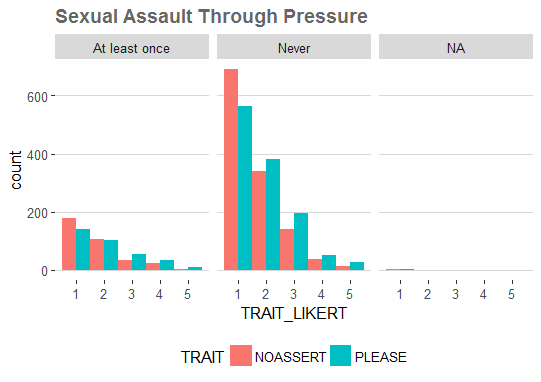 Sexual Assault Through Pressure
At least once Never NA
600
400
200
0
count
1 2 3 4 5 1 2 3 4 5 1 2 3 4 5
TRAIT_LIKERT
TRAIT NOASSERT PLEASE